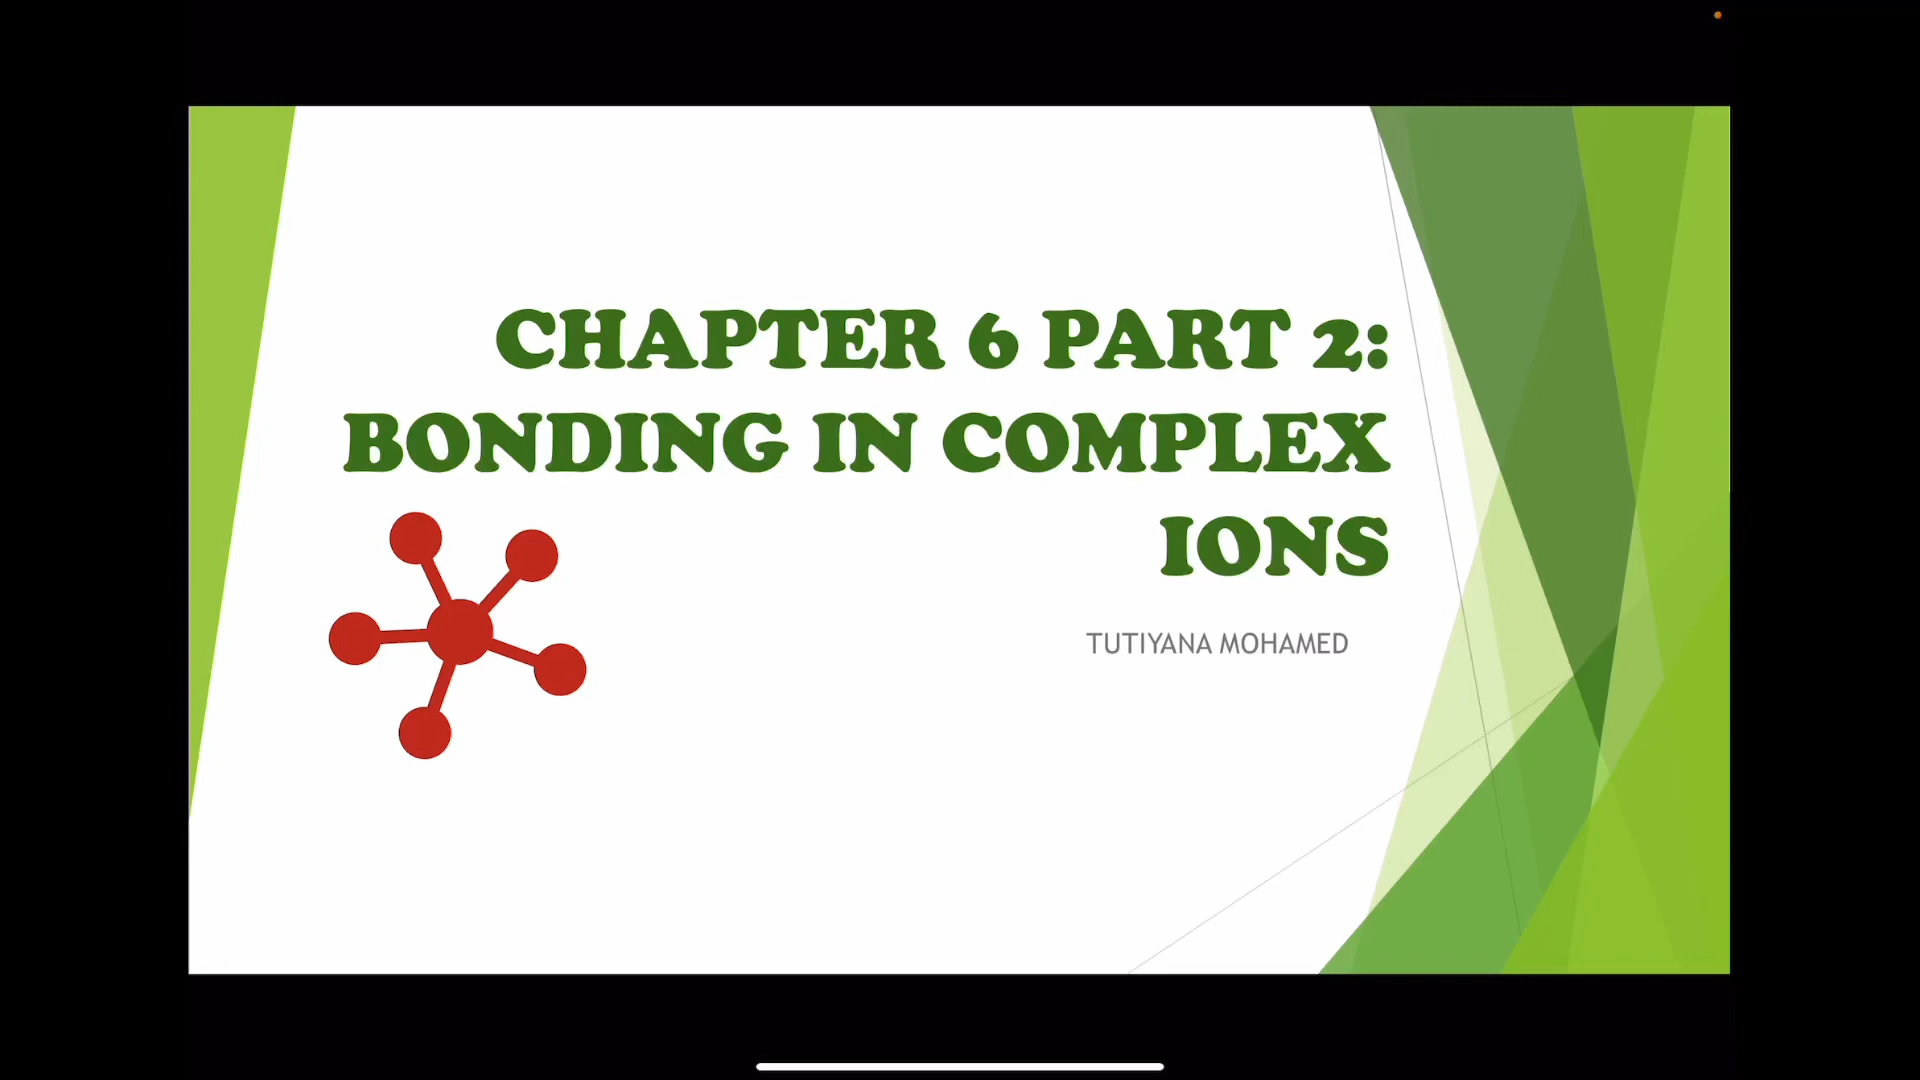 CHAPTER 6 PART 2:
BONDING IN COMPLEX
IONS
TUTIYANA MOHAMED